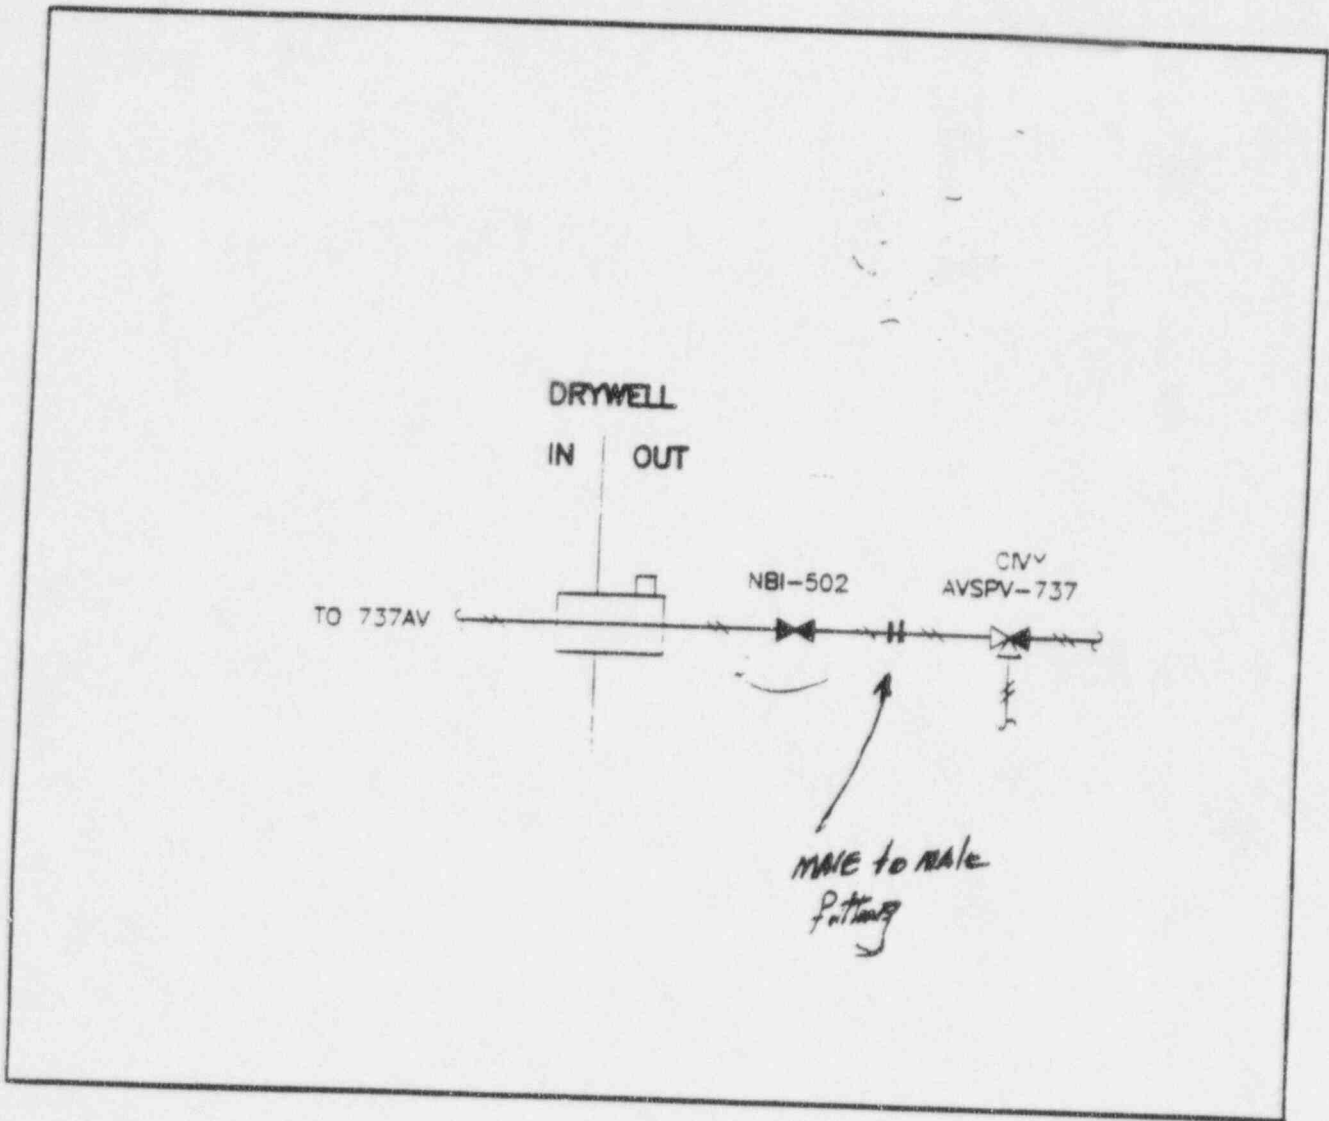 DRYWELL
IN OUT
NBI-502
AVSPV-737
TO 737AV
MALE to MALE
fitting